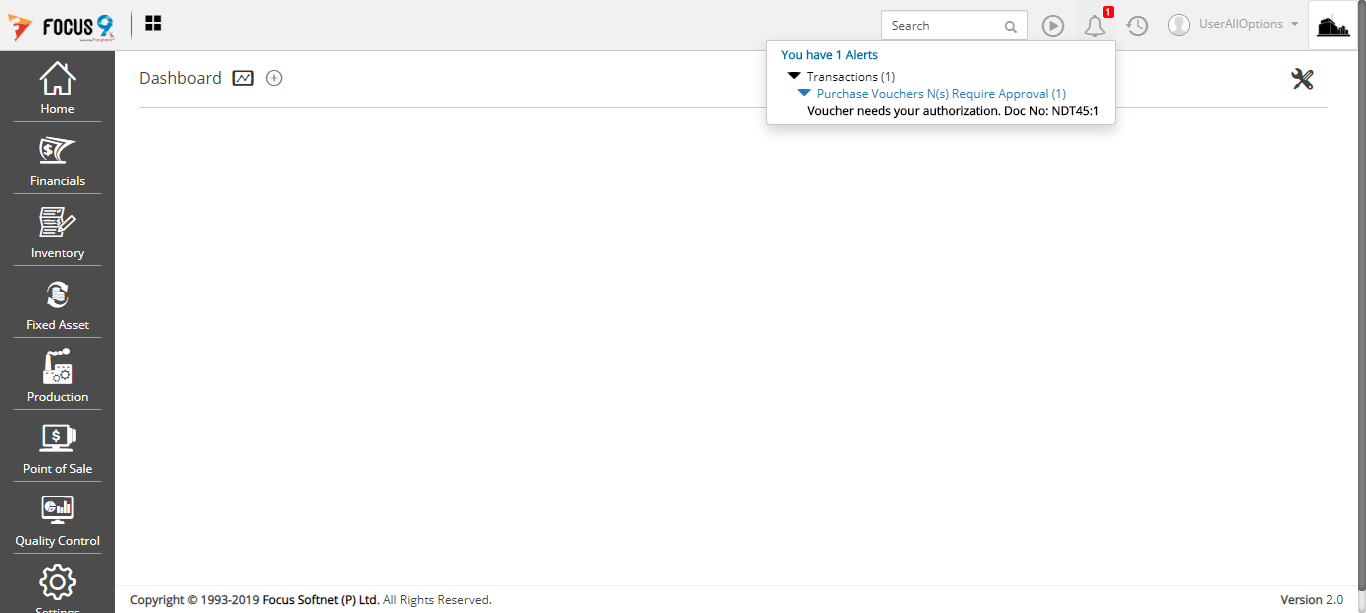 FOCUS 9
Search
1
UserAllOptions
You have 1 Alerts
Transactions (1)
Purchase Vouchers N(s) Require Approval (1)
Voucher needs your authorization. Doc No: NDT45:1
Dashboard
Home
Financials
Inventory
Fixed Asset
Production
Point of Sale
Quality Control
Settings
Copyright © 1993-2019 Focus Softnet (P) Ltd. All Rights Reserved.
Version 2.0